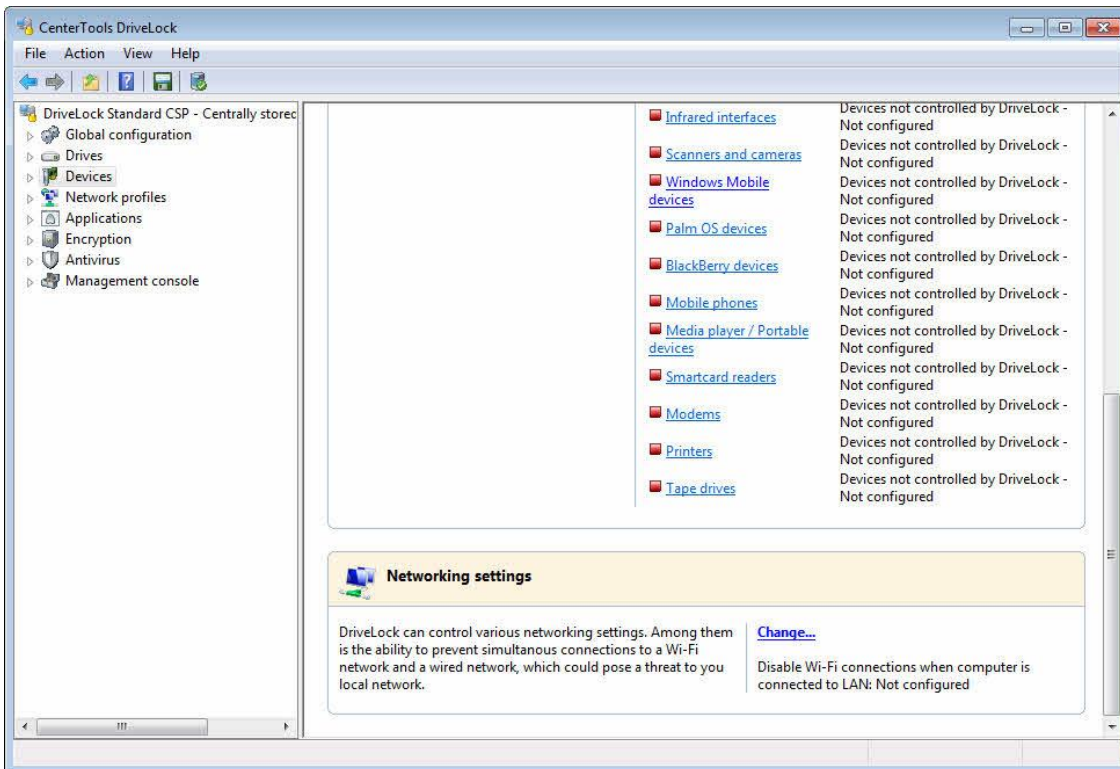 CenterTools DriveLock
File Action View Help
DriveLock Standard CSP - Centrally storec
Global configuration
Drives
Devices
Network profiles
Applications
Encryption
Antivirus
Management console
Infrared interfaces
Devices not controlled by DriveLock -
Not configured
Scanners and cameras
Devices not controlled by DriveLock -
Not configured
Windows Mobile
devices
Devices not controlled by DriveLock -
Not configured
Palm OS devices
Devices not controlled by DriveLock -
Not configured
BlackBerry devices
Devices not controlled by DriveLock -
Not configured
Mobile phones
Devices not controlled by DriveLock -
Not configured
Media player / Portable
devices
Devices not controlled by DriveLock -
Not configured
Smartcard readers
Devices not controlled by DriveLock -
Not configured
Modems
Devices not controlled by DriveLock -
Not configured
Printers
Devices not controlled by DriveLock -
Not configured
Tape drives
Devices not controlled by DriveLock -
Not configured
Networking settings
DriveLock can control various networking settings. Among them
is the ability to prevent simultanous connections to a Wi-Fi
network and a wired network, which could pose a threat to you
local network.
Change...
Disable Wi-Fi connections when computer is
connected to LAN: Not configured